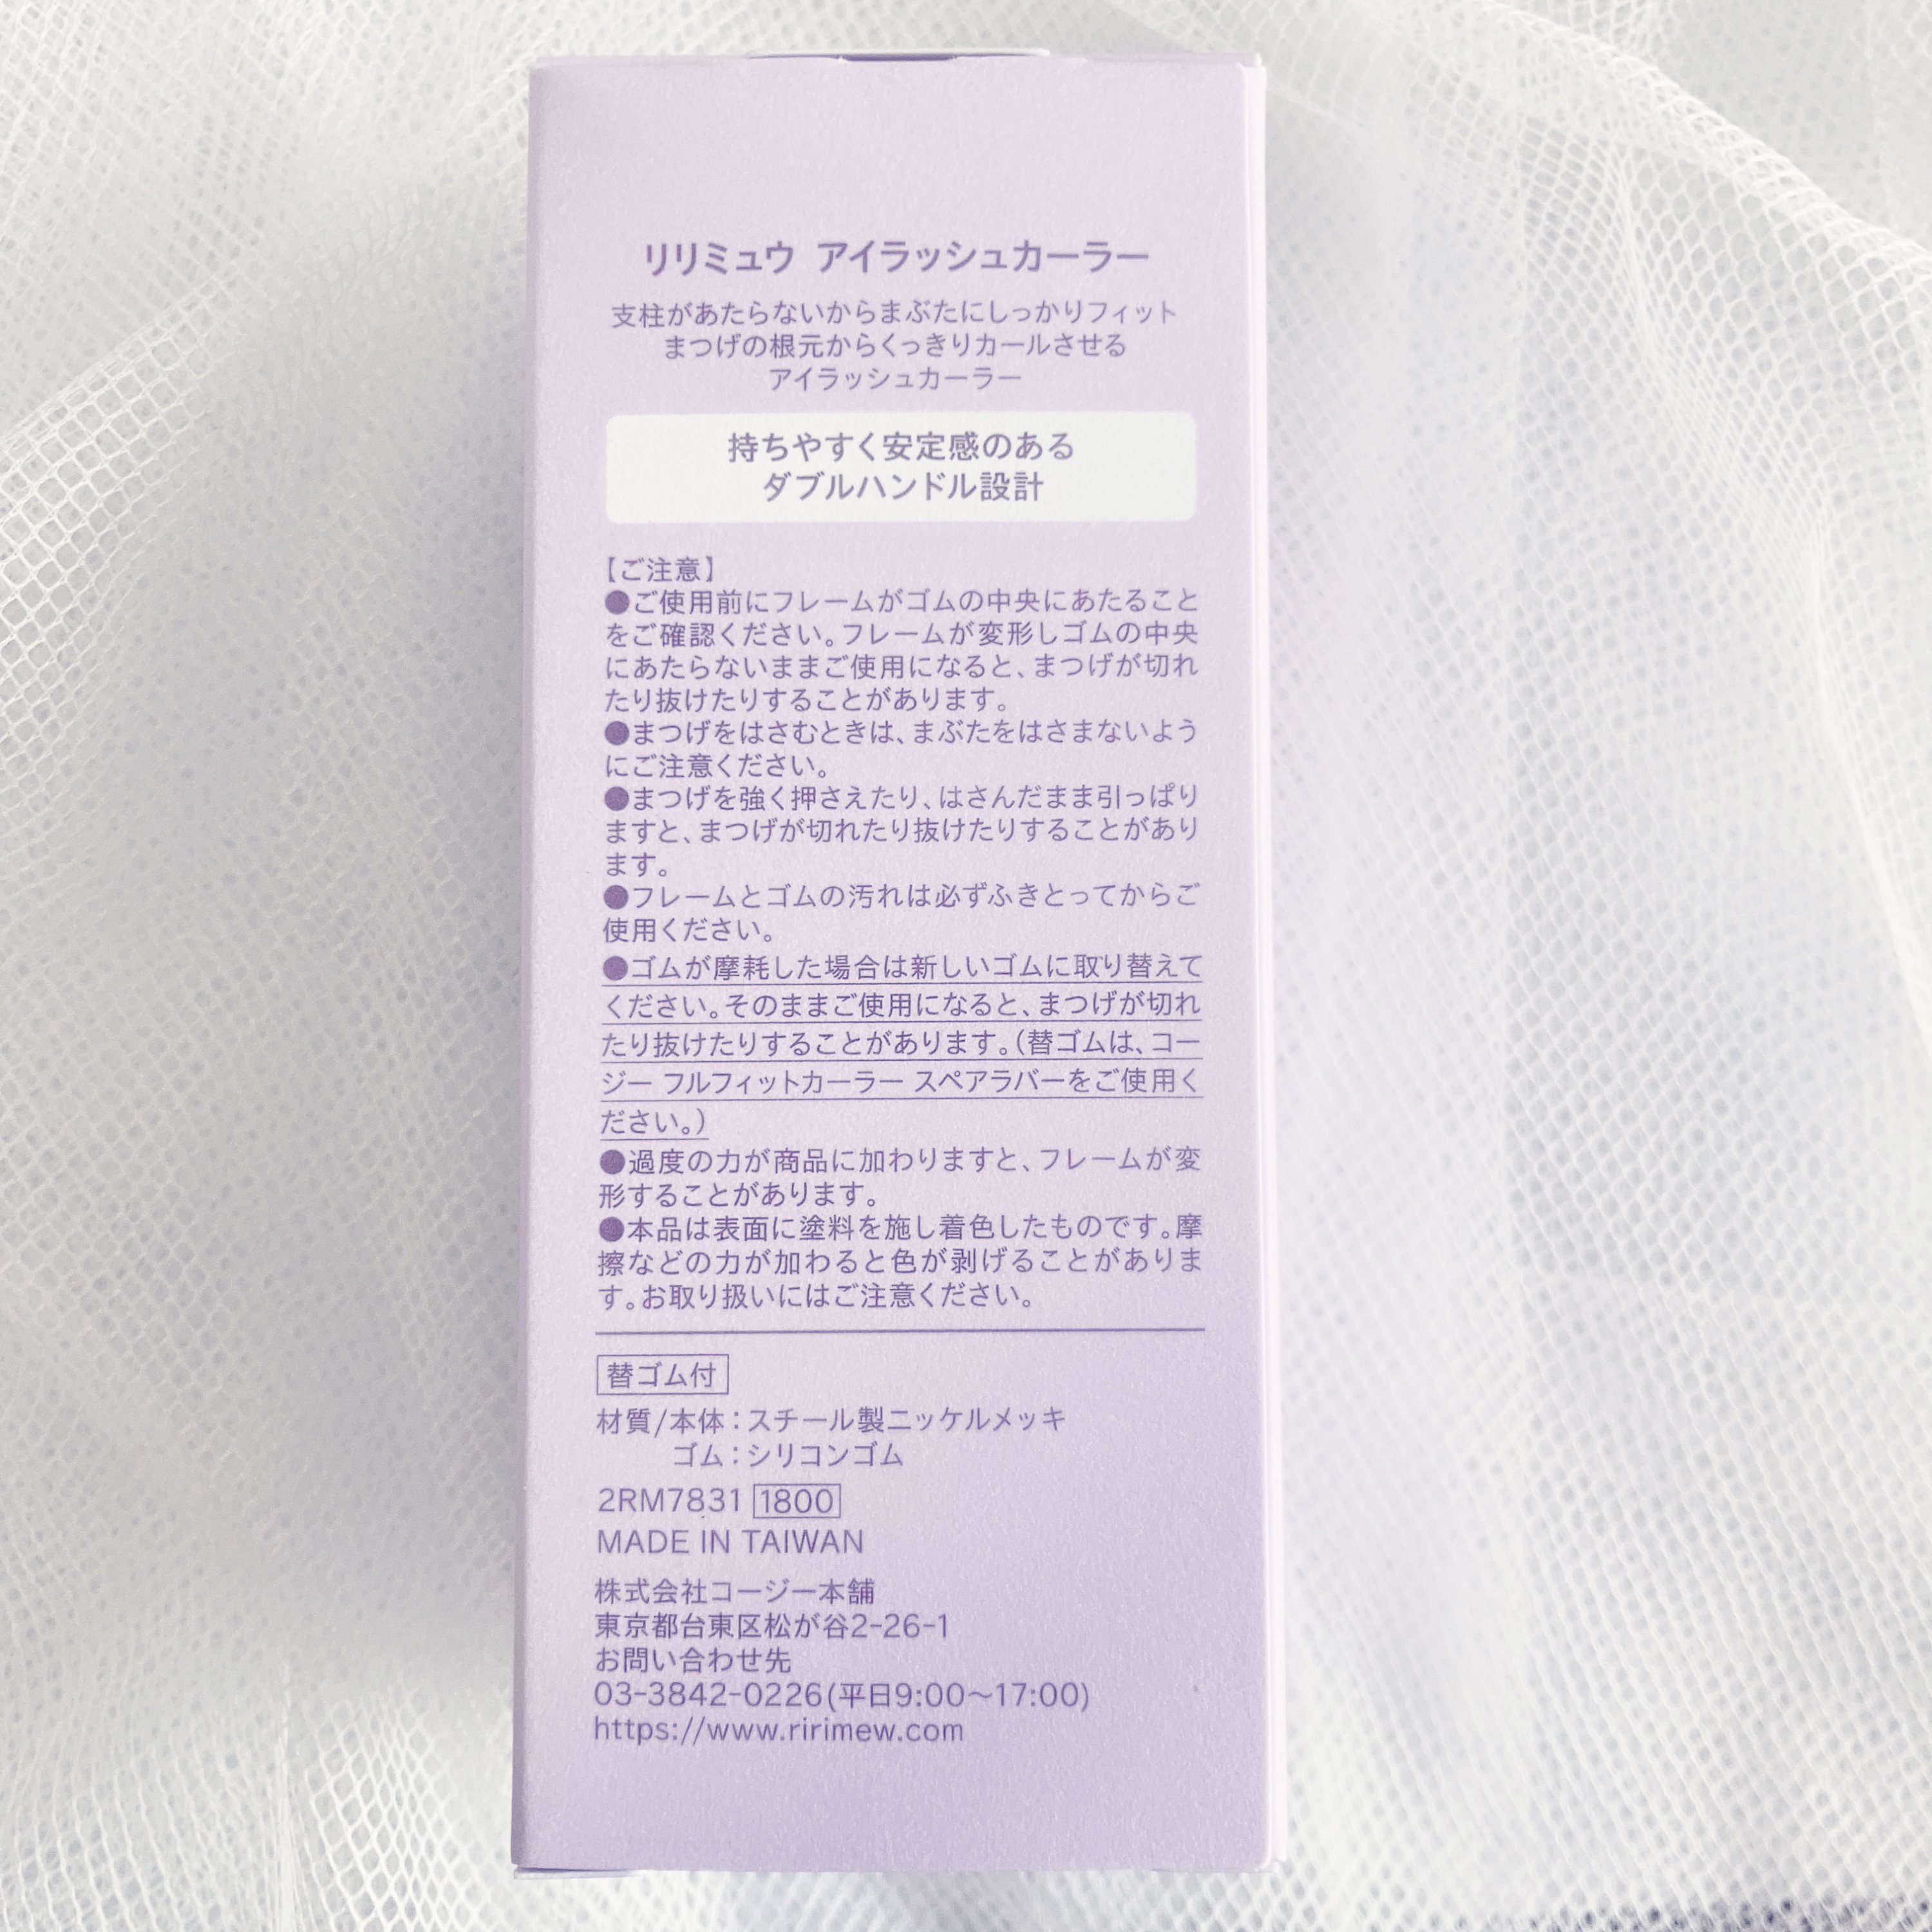 リリミュウ アイラッシュカーラー
支柱があたらないからまぶたにしっかりフィット
まつげの根元からくっきりカールさせる
アイラッシュカーラー
持ちやすく安定感のある
ダブルハンドル設計
【ご注意】
●ご使用前にフレームがゴムの中央にあたること
をご確認ください。フレームが変形しゴムの中央
にあたらないままご使用になると、まつげが切れ
たり抜けたりすることがあります。
●まつげをはさむときは、まぶたをはさまないよう
にご注意ください。
●まつげを強く押さえたり、はさんだまま引っぱり
ますと、まつげが切れたり抜けたりすることがあり
ます。
●フレームとゴムの汚れは必ずふきとってからご
使用ください。
●ゴムが摩耗した場合は新しいゴムに取り替えて
ください。そのままご使用になると、まつげが切れ
たり抜けたりすることがあります。(替ゴムは、コー
ジー フルフィットカーラー スペアラバーをご使用く
ださい。)
●過度の力が商品に加わりますと、フレームが変
形することがあります。
●本品は表面に塗料を施し着色したものです。摩
擦などの力が加わると色が剥げることがありま
す。お取り扱いにはご注意ください。
替ゴム付
材質/本体：スチール製ニッケルメッキ
ゴム：シリコンゴム
2RM7831 1800
MADE IN TAIWAN
株式会社コージー本舗
東京都台東区松が谷2-26-1
お問い合わせ先
03-3842-0226(平日9:00〜17:00)
https://www.ririmew.com